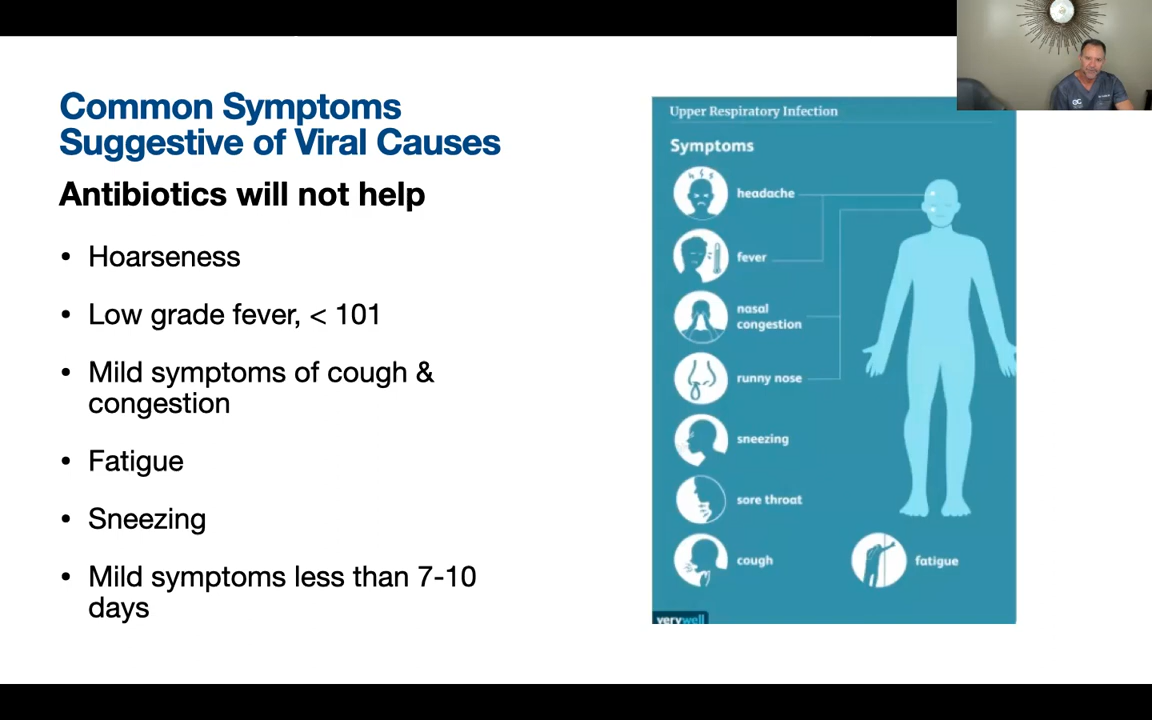 Common Symptoms
Suggestive of Viral Causes
Antibiotics will not help
• Hoarseness
• Low grade fever, < 101
• Mild symptoms of cough &
congestion
• Fatigue
• Sneezing
• Mild symptoms less than 7-10
days
Upper Respiratory Infection
Symptoms
headache
fever
nasal
congestion
runny nose
sneezing
sore throat
cough
fatigue
verywell